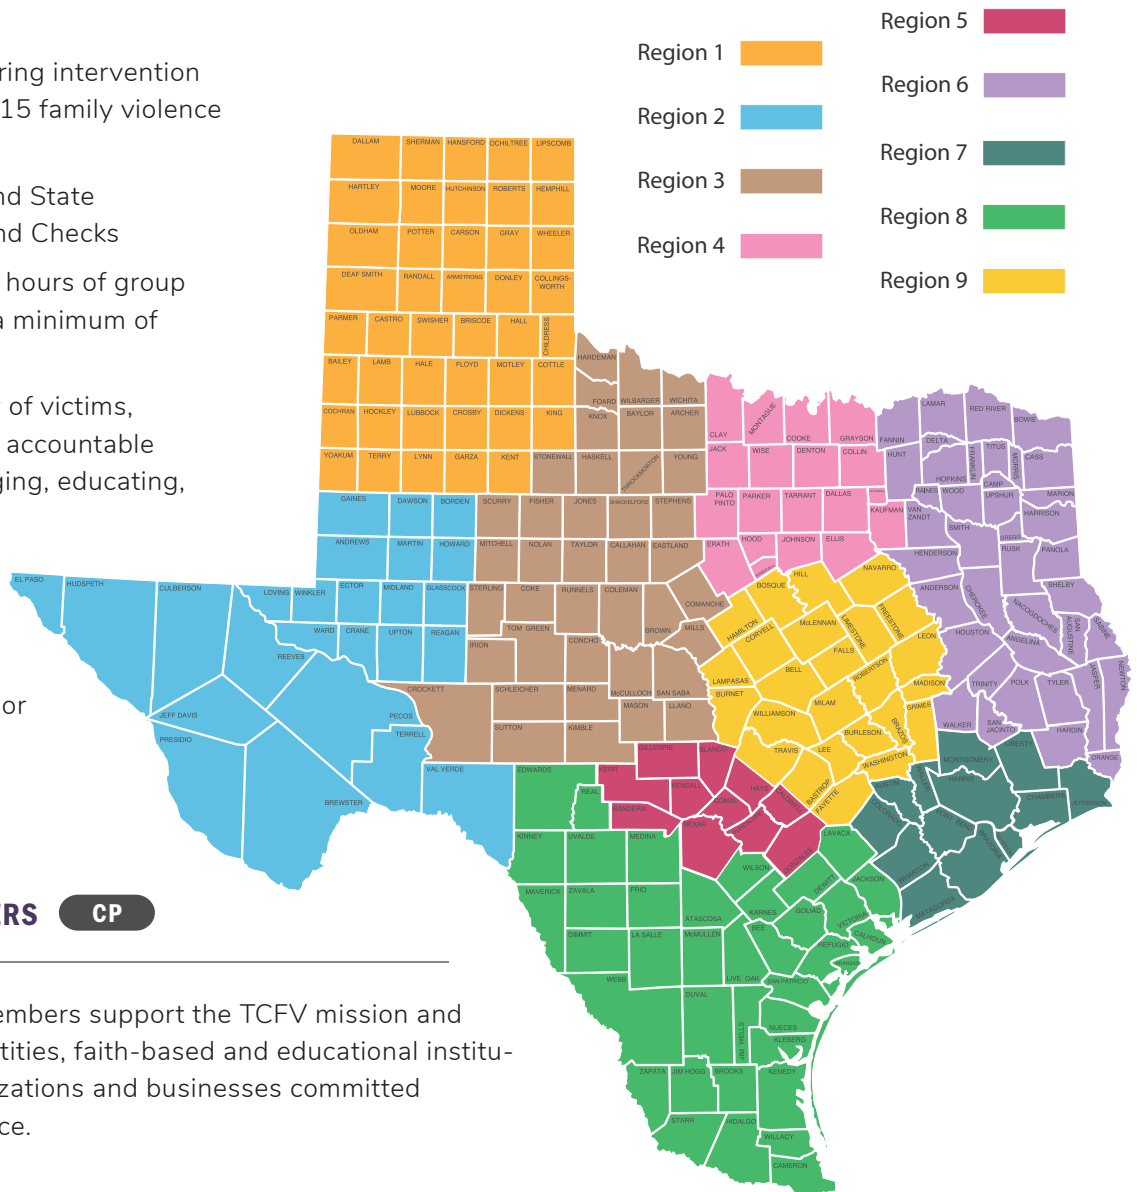 ring intervention
15 family violence
nd State
nd Checks
hours of group
a minimum of
of victims,
accountable
ging, educating,
or
ERS CP
embers support the TCFV mission and
tities, faith-based and educational institu-
zations and businesses committed
ce.
Region 1
Region 2
Region 3
Region 4
Region 5
Region 6
Region 7
Region 8
Region 9
DALLAM SHERMAN HANSFORD OCHILTREE LIPSCOMB
HARTLEY MOORE HUTCHINSON ROBERTS HEMPHILL
OLDHAM POTTER CARSON GRAY WHEELER
DEAF SMITH RANDALL ARMSTRONG DONLEY COLLINGS-
WORTH
PARMER CASTRO SWISHER BRISCOE HALL CHILDRESS
BAILEY LAMB HALE FLOYD MOTLEY COTTLE
HARDEMAN
FOARD WILBARGER WICHITA
COCHRAN HOCKLEY LUBBOCK CROSBY DICKENS KING KNOX BAYLOR ARCHER
YOAKUM TERRY LYNN GARZA KENT STONEWALL HASKELL THROCKMORTON YOUNG
CLAY MONTAGUE COOKE GRAYSON FANNIN LAMAR RED RIVER BOWIE
JACK WISE DENTON COLLIN HUNT DELTA HOPKINS FRANKLIN TITUS MORRIS CASS
CAMP
PALO
PINTO PARKER TARRANT DALLAS KAUFMAN VAN
ZANDT RAINES WOOD UPSHUR MARION
HARRISON
SMITH GREGG
GAINES DAWSON BORDEN SCURRY FISHER JONES SHACKELFORD STEPHENS
ANDREWS MARTIN HOWARD MITCHELL NOLAN TAYLOR CALLAHAN EASTLAND
ERATH HOOD JOHNSON ELLIS NAVARRO HENDERSON RUSK PANOLA
EL PASO HUDSPETH CULBERSON LOVING WINKLER ECTOR MIDLAND GLASSCOCK STERLING COKE RUNNELS COLEMAN BROWN COMANCHE
BOSQUE HILL FREESTONE ANDERSON CHEROKEE NACOGDOCHES SHELBY
SAN
AUGUSTINE SABINE
WARD CRANE UPTON REAGAN IRION TOM GREEN CONCHO MILLS
HAMILTON CORYELL McLENNAN LIMESTONE LEON HOUSTON ANGELINA
FALLS
REEVES
McCULLOCH SAN SABA LAMPASAS BELL ROBERTSON MADISON TRINITY POLK TYLER JASPER NEWTON
JEFF DAVIS PECOS CROCKETT SCHLEICHER MENARD MASON LLANO BURNET WILLIAMSON MILAM BRAZOS GRIMES WALKER SAN
JACINTO HARDIN
PRESIDIO TERRELL SUTTON KIMBLE
GILLESPIE BLANCO TRAVIS LEE BURLESON WASHINGTON MONTGOMERY LIBERTY ORANGE
BREWSTER VAL VERDE EDWARDS REAL KERR KENDALL HAYS CALDWELL BASTROP FAYETTE AUSTIN WALLER HARRIS CHAMBERS JEFFERSON
BANDERA COMAL COLORADO FORT BEND BRAZORIA
KINNEY UVALDE MEDINA BEXAR GONZALES LAVACA WHARTON MATAGORDA
WILSON DEWITT JACKSON
MAVERICK ZAVALA FRIO ATASCOSA KARNES GOLIAD VICTORIA CALHOUN
DIMMIT LA SALLE McMULLEN BEE REFUGIO ARANSAS
WEBB LIVE OAK SAN PATRICIO
DUVAL JIM WELLS NUECES
KLEBERG
ZAPATA JIM HOGG BROOKS KENEDY
STARR HIDALGO WILLACY
CAMERON